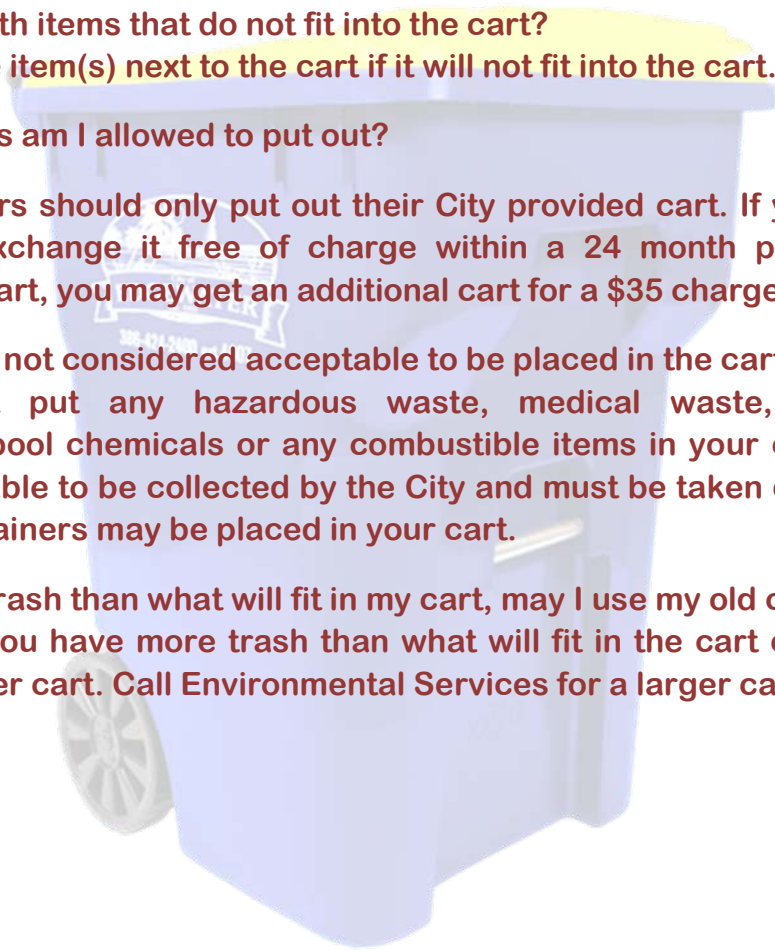 th items that do not fit into the cart?
item(s) next to the cart if it will not fit into the cart.
s am I allowed to put out?
rs should only put out their City provided cart. If
xchange it free of charge within a 24 month
art, you may get an additional cart for a $35 charge
not considered acceptable to be placed in the cart
put any hazardous waste, medical waste,
pool chemicals or any combustible items in your
ble to be collected by the City and must be taken
ainers may be placed in your cart.
rash than what will fit in my cart, may I use my old
ou have more trash than what will fit in the cart
er cart. Call Environmental Services for a larger